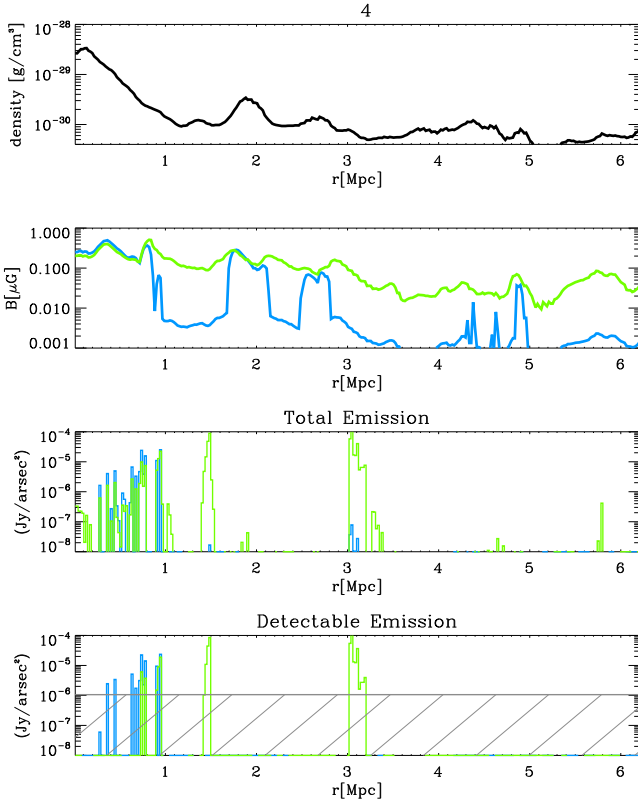 4
density [g/cm³]
10⁻²⁸
10⁻²⁹
10⁻³⁰
1 2 3 4 5 6
r[Mpc]
B[μG]
1.000
0.100
0.010
0.001
1 2 3 4 5 6
r[Mpc]
Total Emission
(Jy/arsec²)
10⁻⁴
10⁻⁵
10⁻⁶
10⁻⁷
10⁻⁸
1 2 3 4 5 6
r[Mpc]
Detectable Emission
(Jy/arsec²)
10⁻⁴
10⁻⁵
10⁻⁶
10⁻⁷
10⁻⁸
1 2 3 4 5 6
r[Mpc]